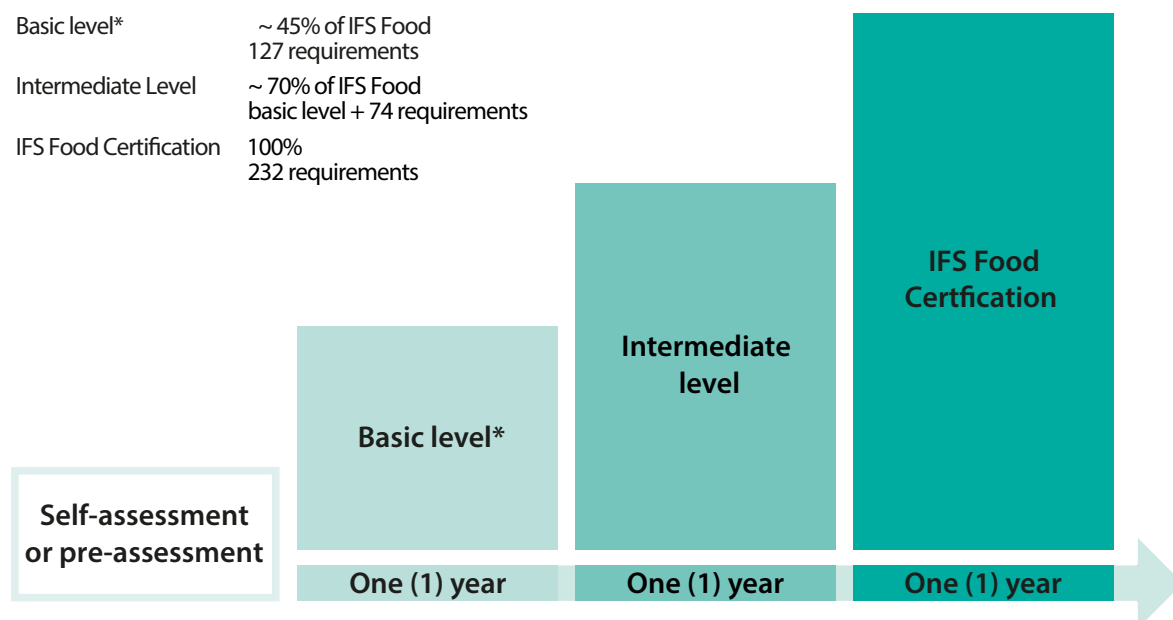 Basic level* ~ 45% of IFS Food
127 requirements
Intermediate Level ~ 70% of IFS Food
basic level + 74 requirements
IFS Food Certification 100%
232 requirements
IFS Food
Certfication
Intermediate
level
Basic level*
Self-assessment
or pre-assessment
One (1) year One (1) year One (1) year